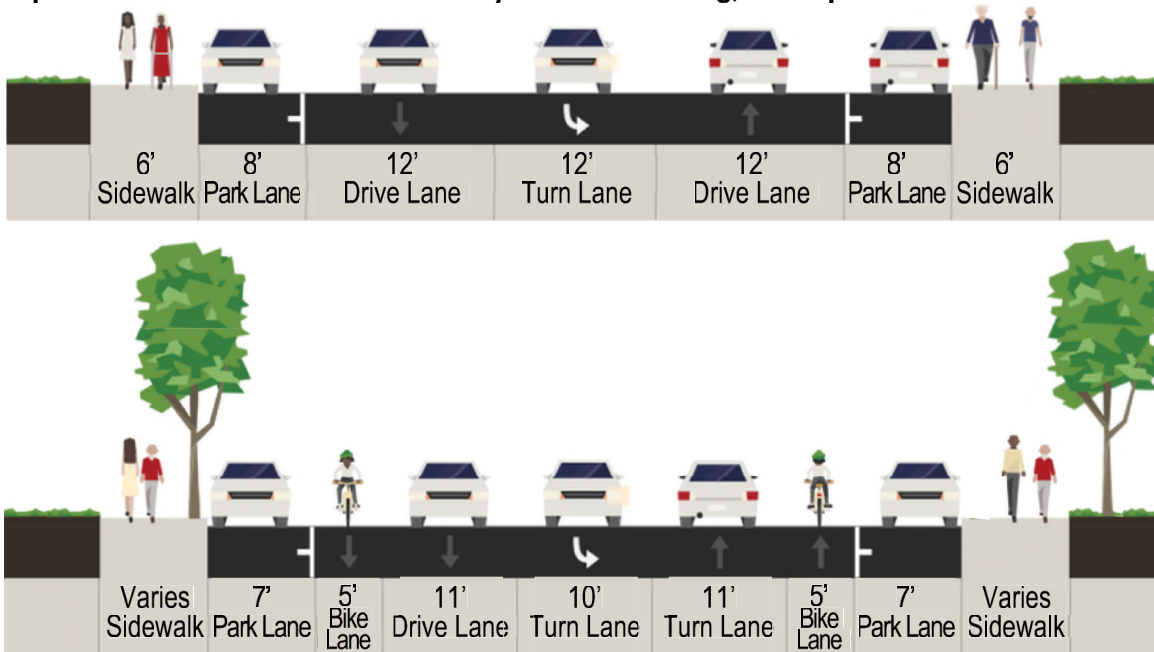 6'
Sidewalk
8'
Park Lane
12'
Drive Lane
12'
Turn Lane
12'
Drive Lane
8'
Park Lane
6'
Sidewalk
Varies
Sidewalk
7'
Park Lane
5'
Bike
Lane
11'
Drive Lane
10'
Turn Lane
11'
Turn Lane
5'
Bike
Lane
7'
Park Lane
Varies
Sidewalk